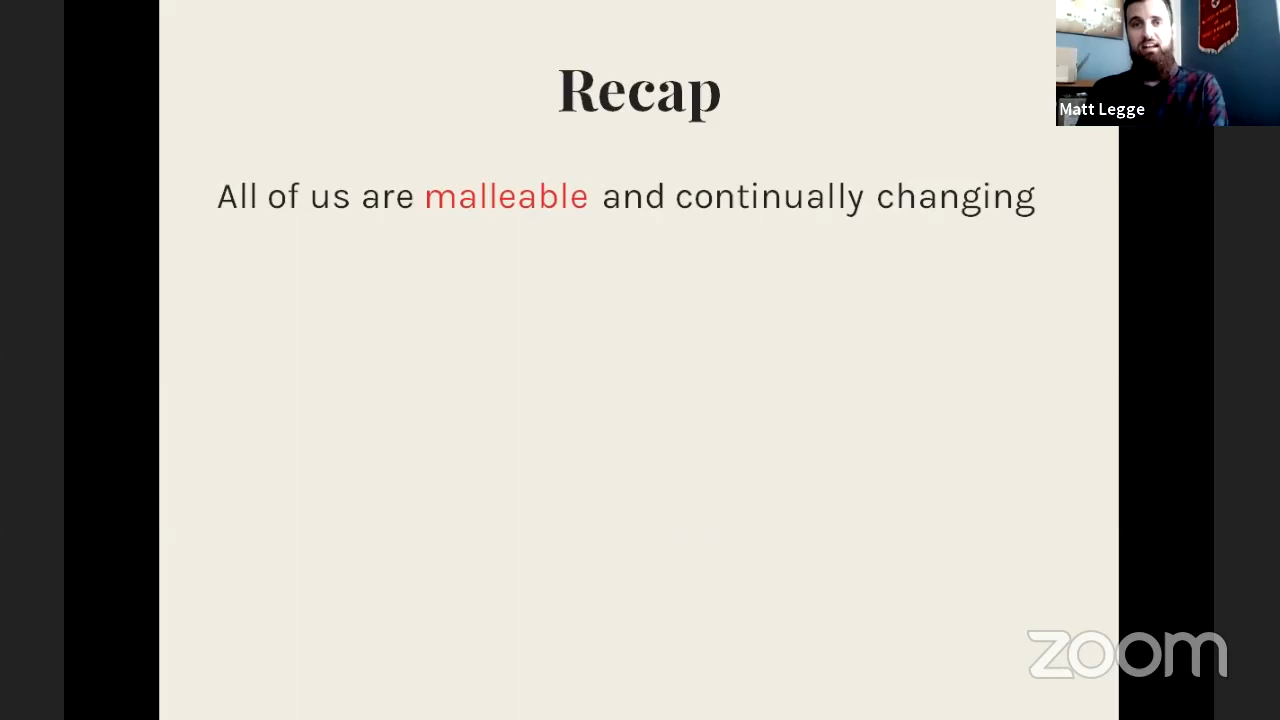 Recap
Matt Legge
All of us are malleable and continually changing
zoom